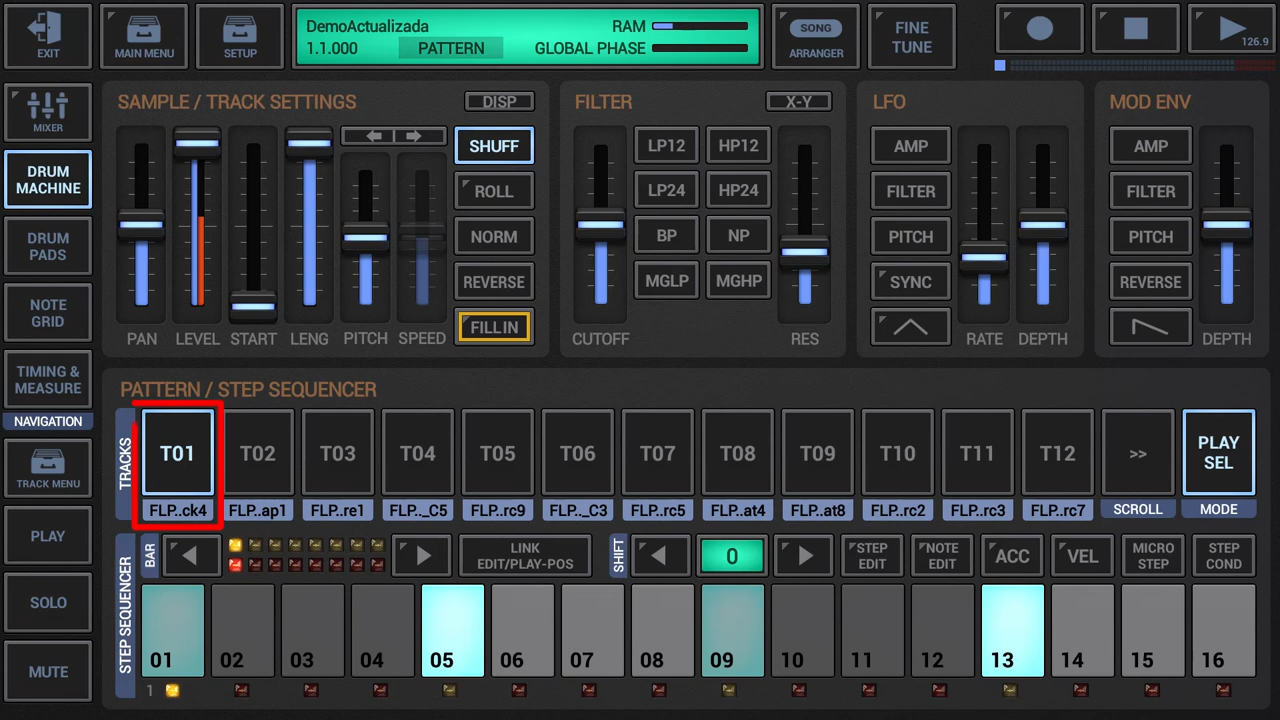 EXIT
MAIN MENU
SETUP
DemoActualizada
RAM
1.1.000
PATTERN
GLOBAL PHASE
SONG
ARRANGER
FINE
TUNE
126.9
MIXER
DRUM
MACHINE
DRUM
PADS
NOTE
GRID
TIMING &
MEASURE
NAVIGATION
TRACK MENU
PLAY
SOLO
MUTE
SAMPLE / TRACK SETTINGS
DISP
SHUFF
ROLL
NORM
REVERSE
FILLIN
PAN
LEVEL
START
LENG
PITCH
SPEED
FILTER
X-Y
LP12
HP12
LP24
HP24
BP
NP
MGLP
MGHP
CUTOFF
RES
LFO
AMP
FILTER
PITCH
SYNC
RATE
DEPTH
MOD ENV
AMP
FILTER
PITCH
REVERSE
DEPTH
PATTERN / STEP SEQUENCER
TRACKS
T01
T02
T03
T04
T05
T06
T07
T08
T09
T10
T11
T12
>>
PLAY
SEL
FLP..ck4
FLP..ap1
FLP..re1
FLP.._C5
FLP..rc9
FLP.._C3
FLP..rc5
FLP..at4
FLP..at8
FLP..rc2
FLP..rc3
FLP..rc7
SCROLL
MODE
BAR
LINK
EDIT/PLAY-POS
SHIFT
0
STEP
EDIT
NOTE
EDIT
ACC
VEL
MICRO
STEP
STEP
COND
STEP SEQUENCER
01
02
03
04
05
06
07
08
09
10
11
12
13
14
15
16
1